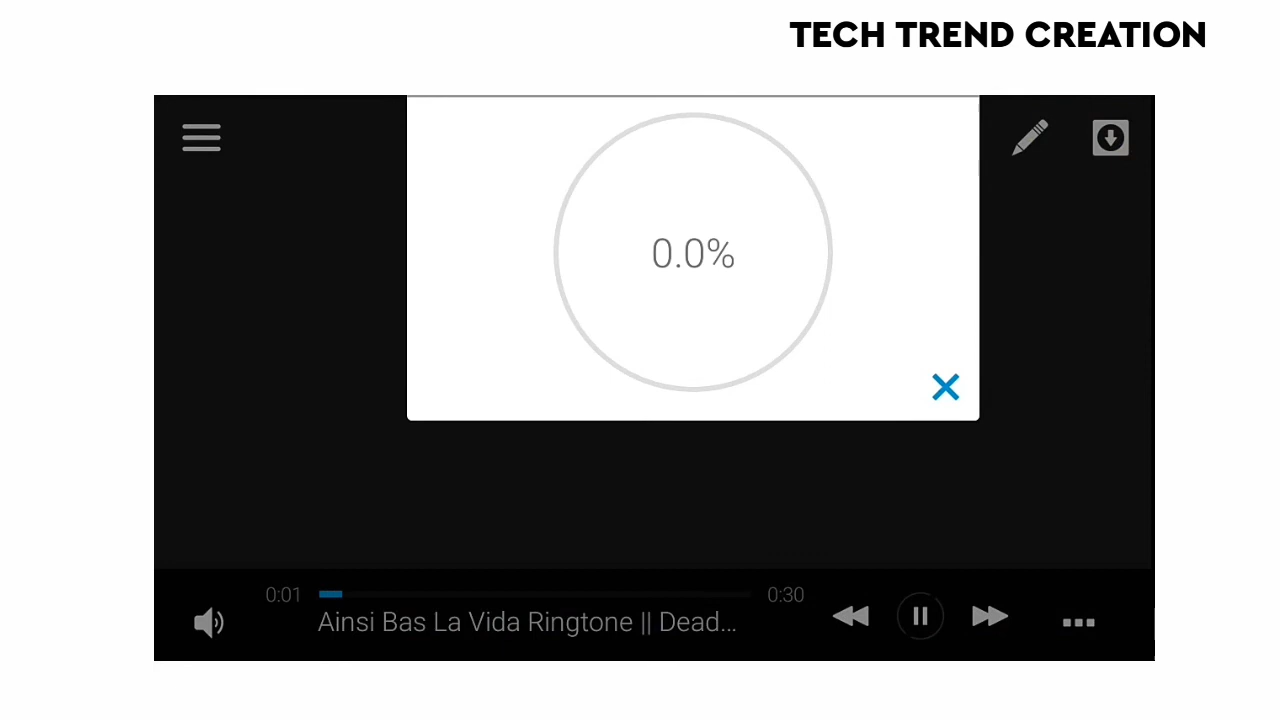 TECH TREND CREATION
0.0%
0:01
0:30
Ainsi Bas La Vida Ringtone || Dead...